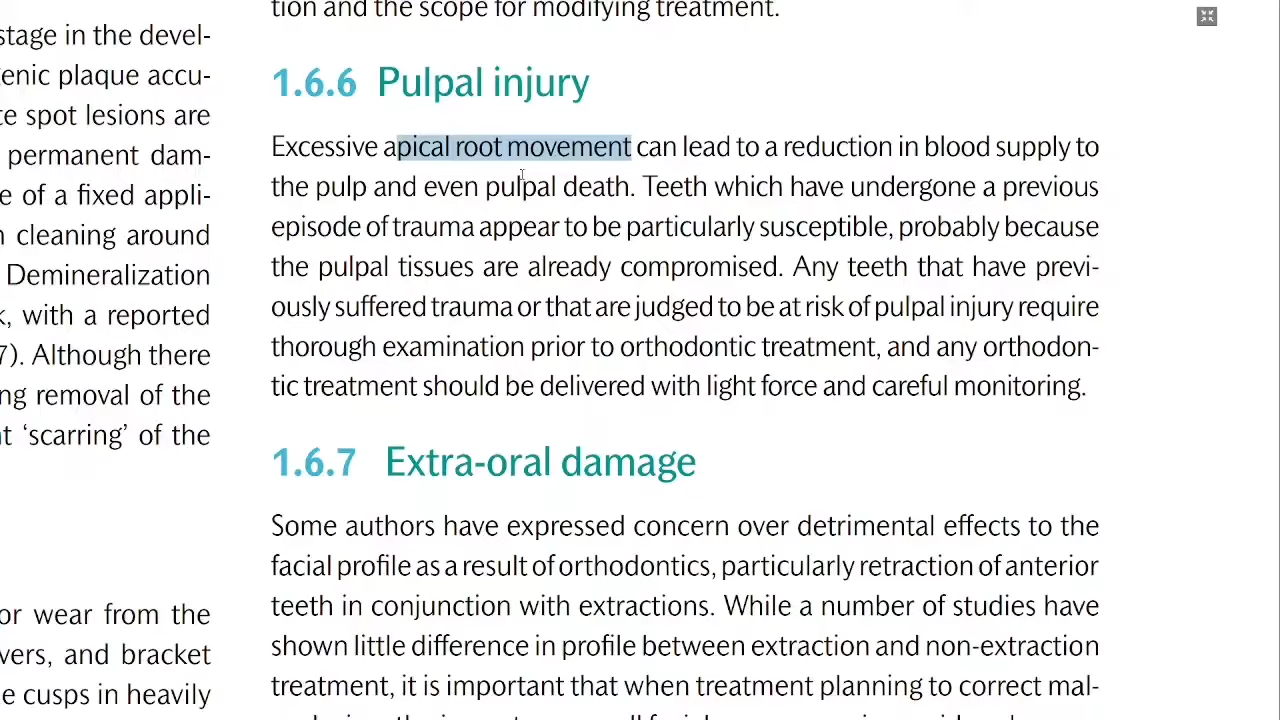 stage in the devel-
enic plaque accu-
spot lesions are
permanent dam-
of a fixed appli-
cleaning around
Demineralization
with a reported
7). Although there
removal of the
'scarring' of the
or wear from the
and bracket
cusps in heavily
tion and the scope for modifying treatment.
1.6.6 Pulpal injury
Excessive apical root movement can lead to a reduction in blood supply to
the pulp and even pulpal death. Teeth which have undergone a previous
episode of trauma appear to be particularly susceptible, probably because
the pulpal tissues are already compromised. Any teeth that have previ-
ously suffered trauma or that are judged to be at risk of pulpal injury require
thorough examination prior to orthodontic treatment, and any orthodon-
tic treatment should be delivered with light force and careful monitoring.
1.6.7 Extra-oral damage
Some authors have expressed concern over detrimental effects to the
facial profile as a result of orthodontics, particularly retraction of anterior
teeth in conjunction with extractions. While a number of studies have
shown little difference in profile between extraction and non-extraction
treatment, it is important that when treatment planning to correct mal-